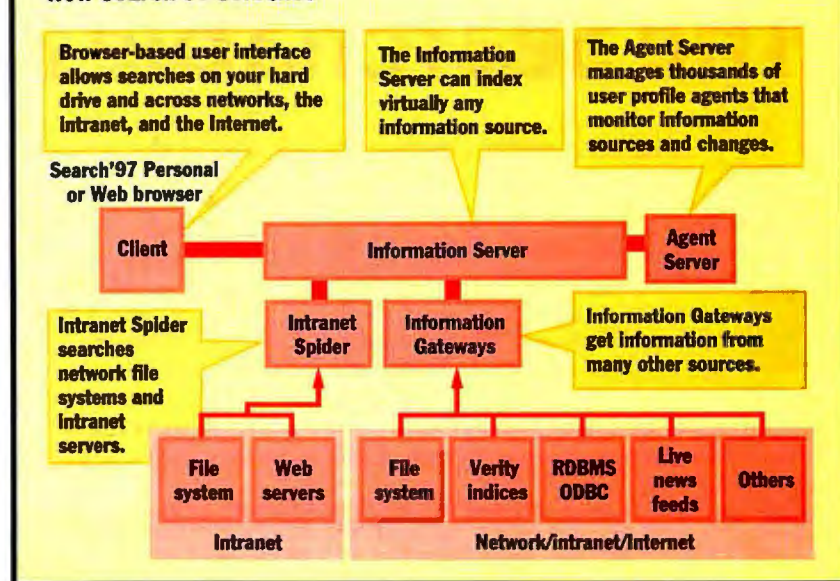 Browser-based user interface
allows searches on your hard
drive and across networks, the
intranet, and the Internet.
The Information
Server can index
virtually any
information source.
The Agent Server
manages thousands of
user profile agents that
monitor information
sources and changes.
Search'97 Personal
or Web browser
Client
Information Server
Agent
Server
Intranet Spider
searches
network file
systems and
intranet
servers.
Intranet
Spider
Information
Gateways
Information Gateways
get information from
many other sources.
File
system
Web
servers
File
system
Verity
indices
RDBMS
ODBC
Live
news
feeds
Others
Intranet
Network/intranet/Internet